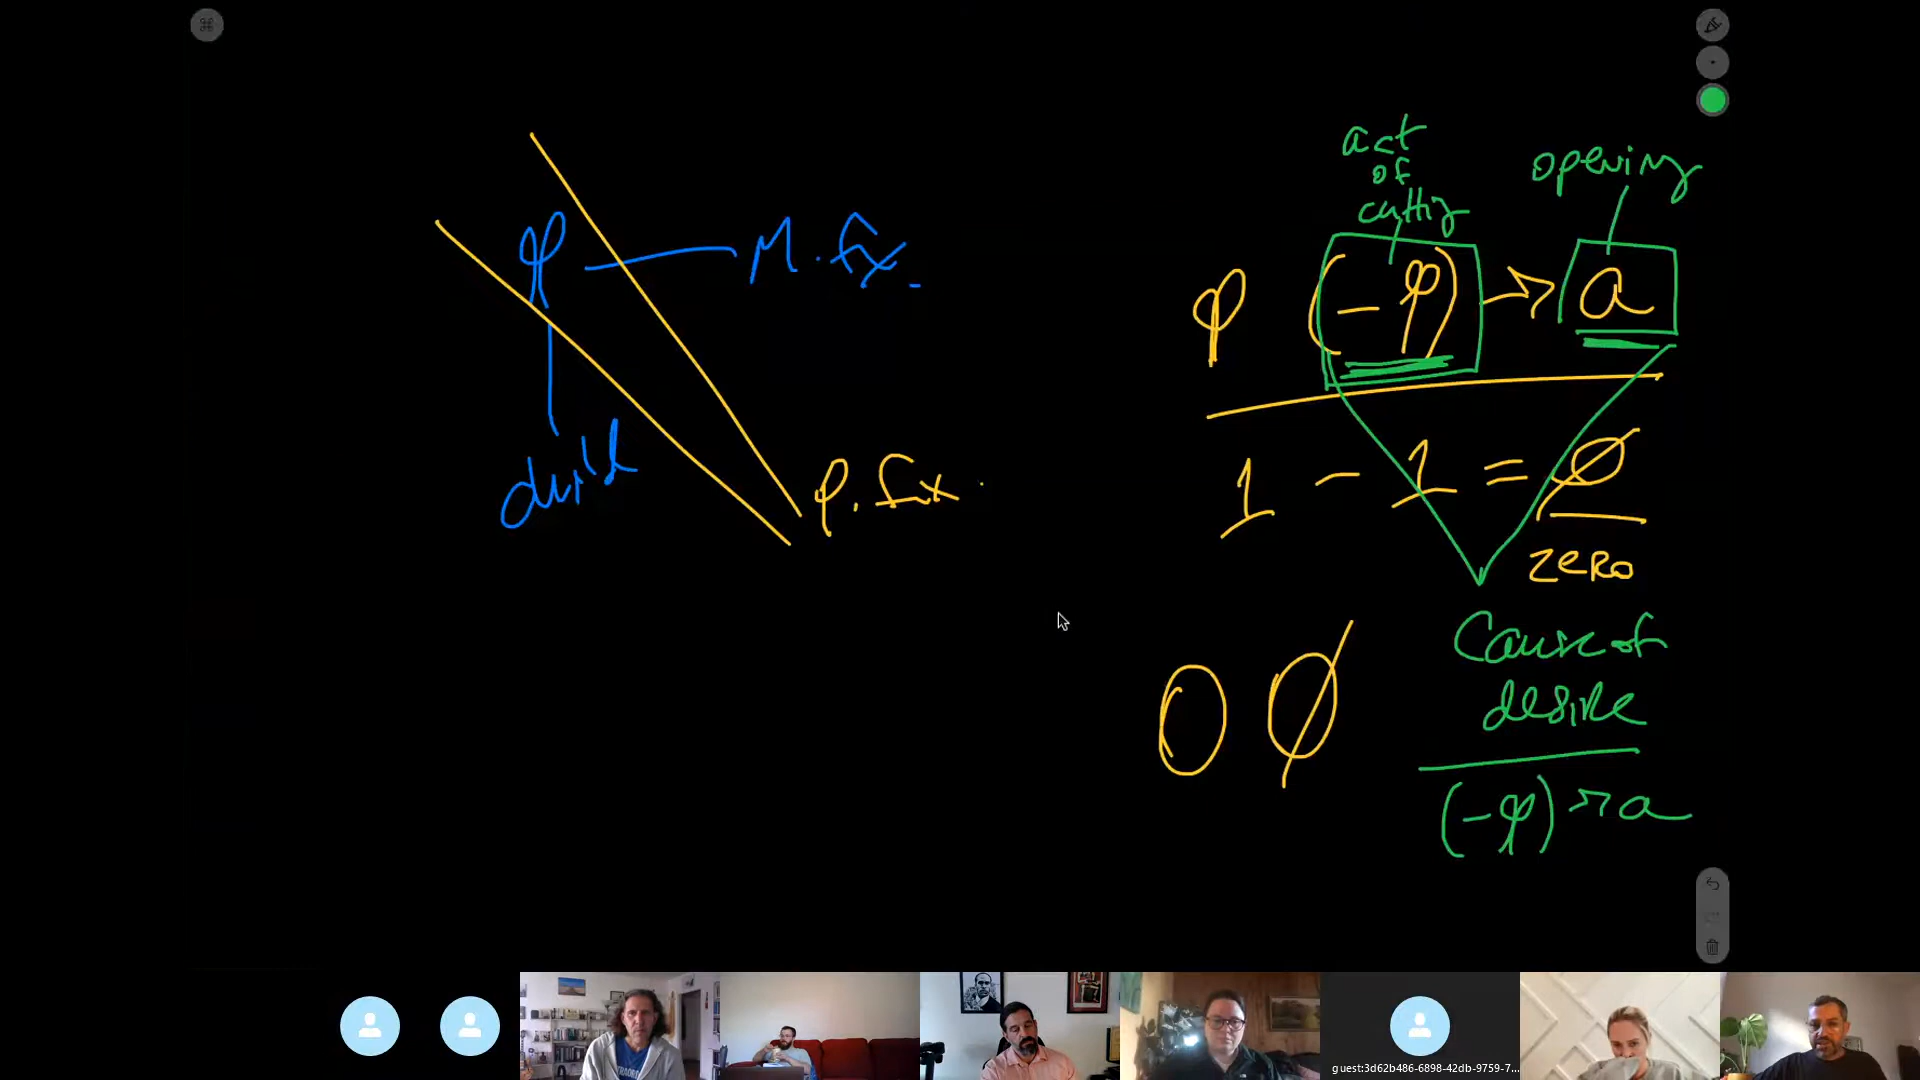 φ — M. fx.
φ. fx.
act
of
cutting
opening
φ (-φ) → a
1 - 1 = Ø
zero
0 Ø
Cause of
desire
(-φ) → a
guest:3d62b486-6898-42db-9759-7...